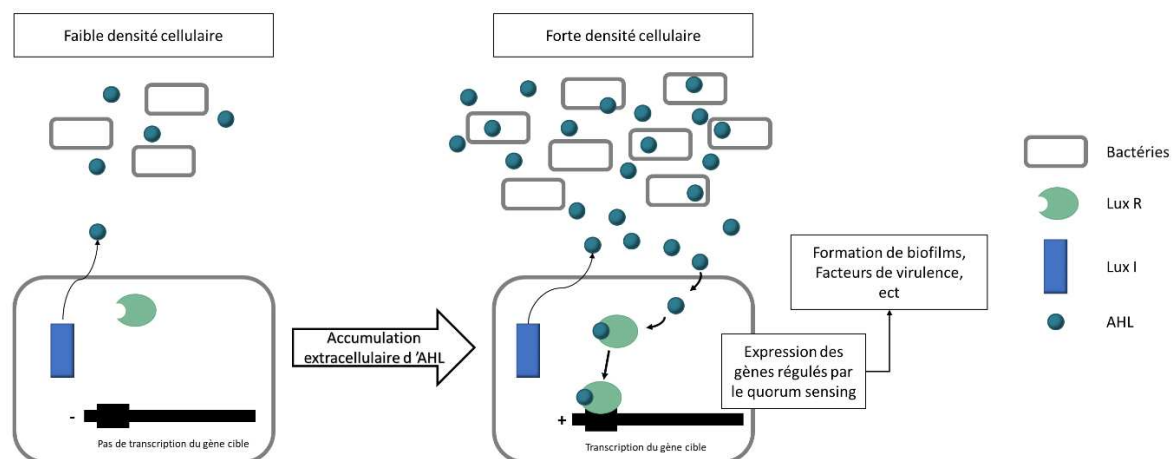 Faible densité cellulaire
Forte densité cellulaire
Bactéries
Lux R
Lux I
AHL
Formation de biofilms,
Facteurs de virulence,
ect
Accumulation
extracellulaire d 'AHL
Expression des
gènes régulés par
le quorum sensing
-
Pas de transcription du gène cible
+
Transcription du gène cible